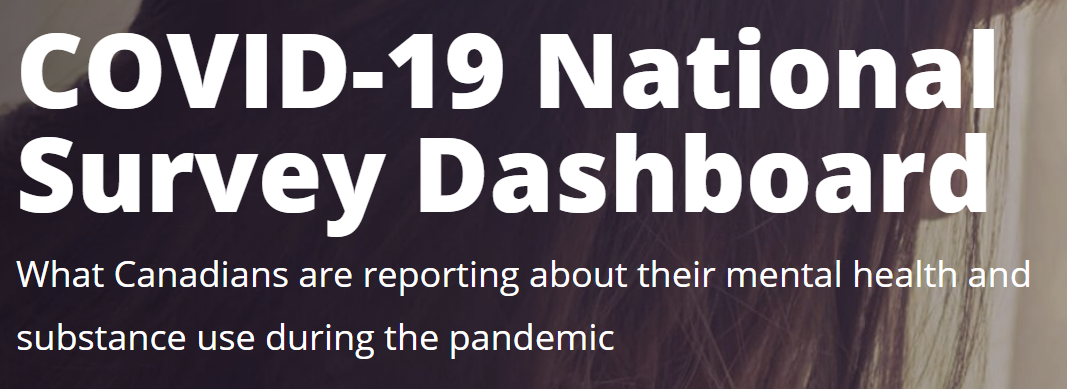 COVID-19 National
Survey Dashboard
What Canadians are reporting about their mental health and
substance use during the pandemic